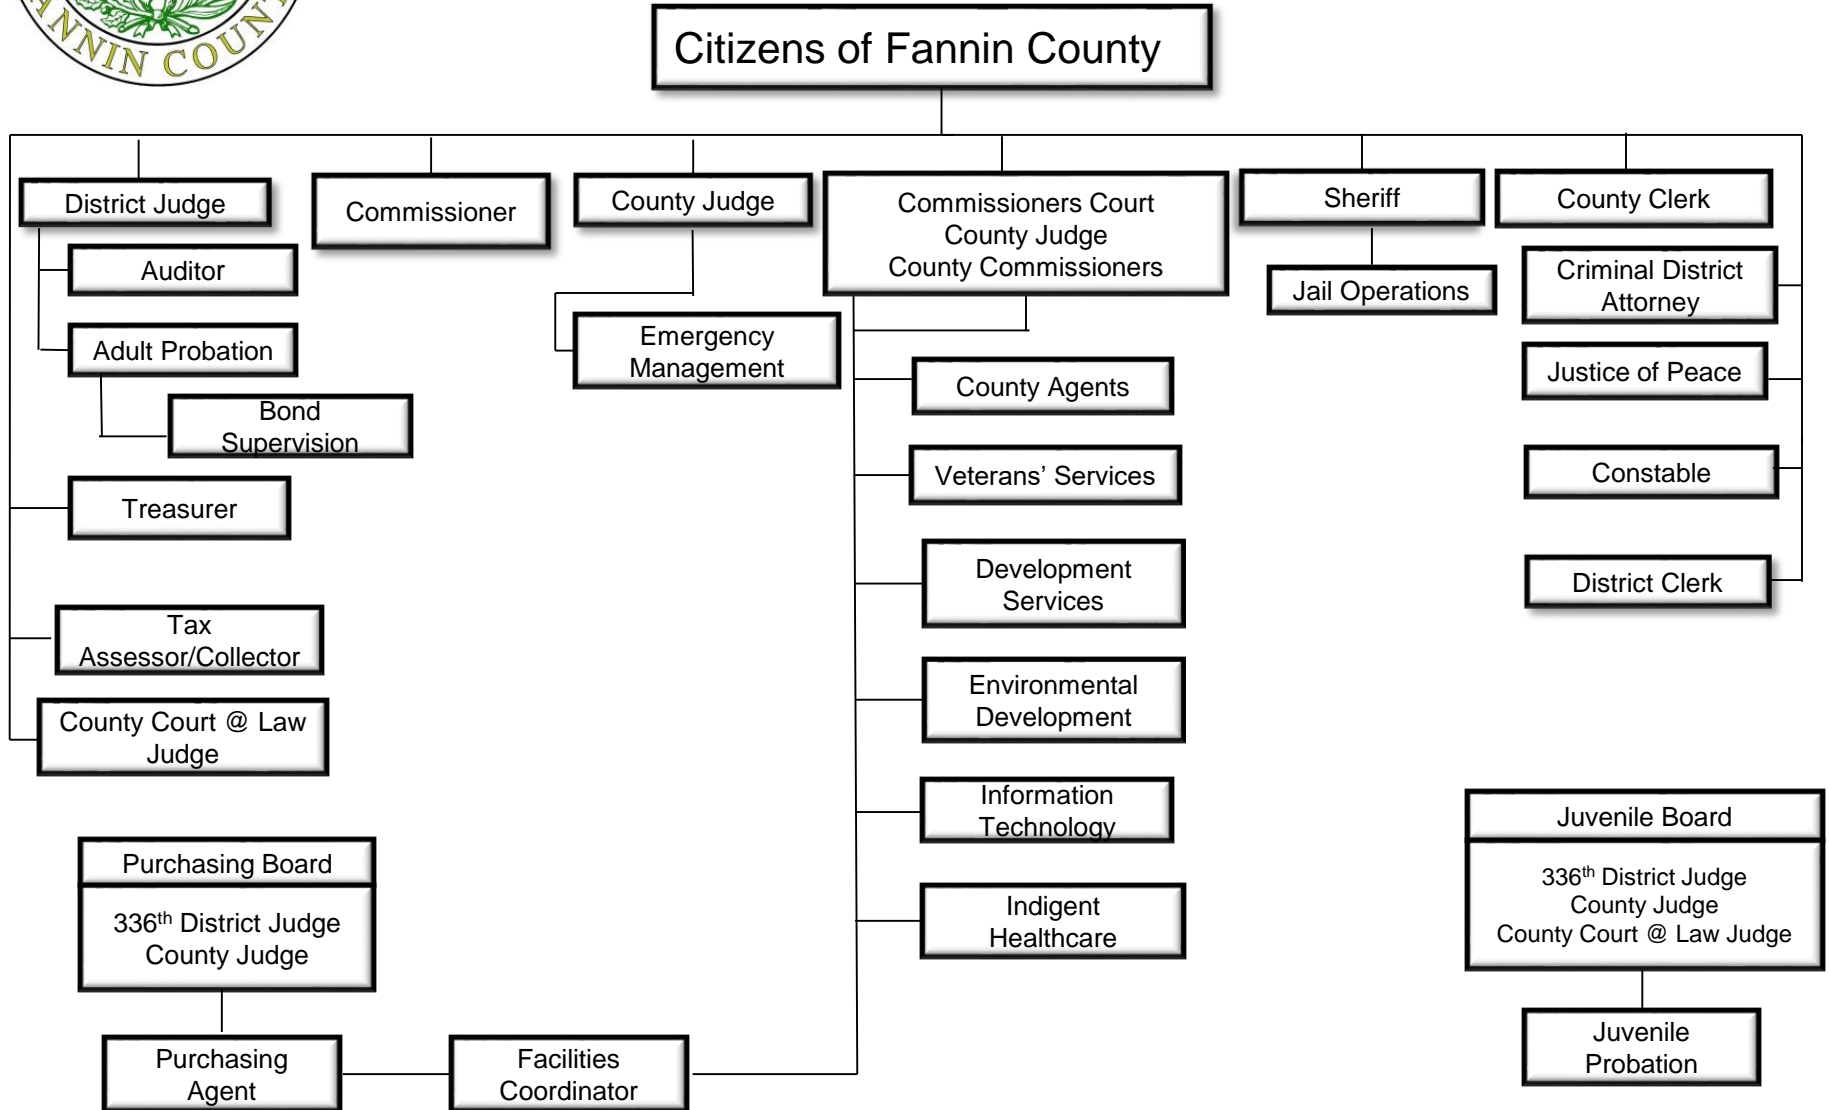 ANNIN COUNT
Citizens of Fannin County
District Judge
Commissioner
County Judge
Commissioners Court
County Judge
County Commissioners
Sheriff
County Clerk
Auditor
Adult Probation
Bond
Supervision
Treasurer
Tax
Assessor/Collector
County Court @ Law
Judge
Emergency
Management
County Agents
Veterans’ Services
Development
Services
Environmental
Development
Information
Technology
Indigent
Healthcare
Jail Operations
Criminal District
Attorney
Justice of Peace
Constable
District Clerk
Purchasing Board
336th District Judge
County Judge
Purchasing
Agent
Facilities
Coordinator
Juvenile Board
336th District Judge
County Judge
County Court @ Law Judge
Juvenile
Probation